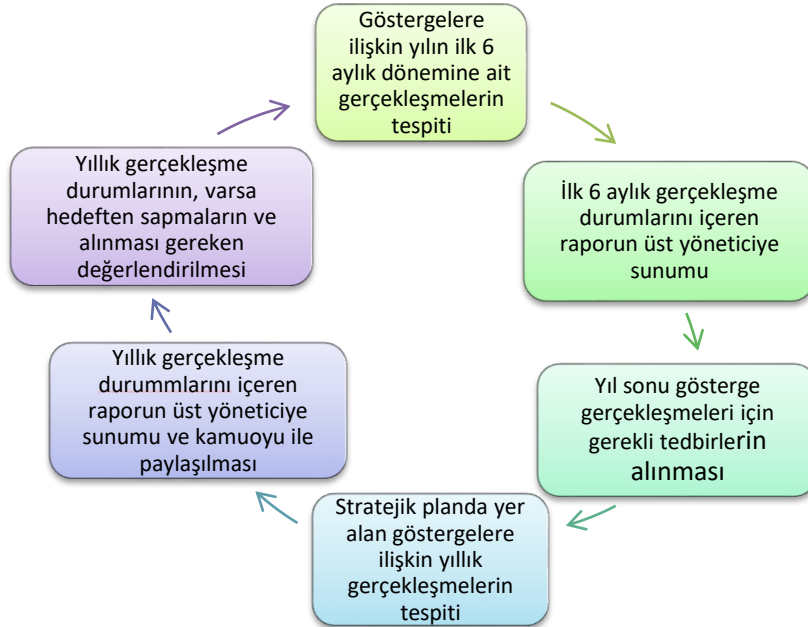 Göstergelere
ilişkin yılın ilk 6
aylık dönemine ait
gerçekleşmelerin
tespiti
İlk 6 aylık gerçekleşme
durumlarını içeren
raporun üst yöneticiye
sunumu
Yıl sonu gösterge
gerçekleşmeleri için
gerekli tedbirlerin
alınması
Stratejik planda yer
alan göstergelere
ilişkin yıllık
gerçekleşmelerin
tespiti
Yıllık gerçekleşme
durummlarını içeren
raporun üst yöneticiye
sunumu ve kamuoyu ile
paylaşılması
Yıllık gerçekleşme
durumlarının, varsa
hedeften sapmaların ve
alınması gereken
değerlendirilmesi